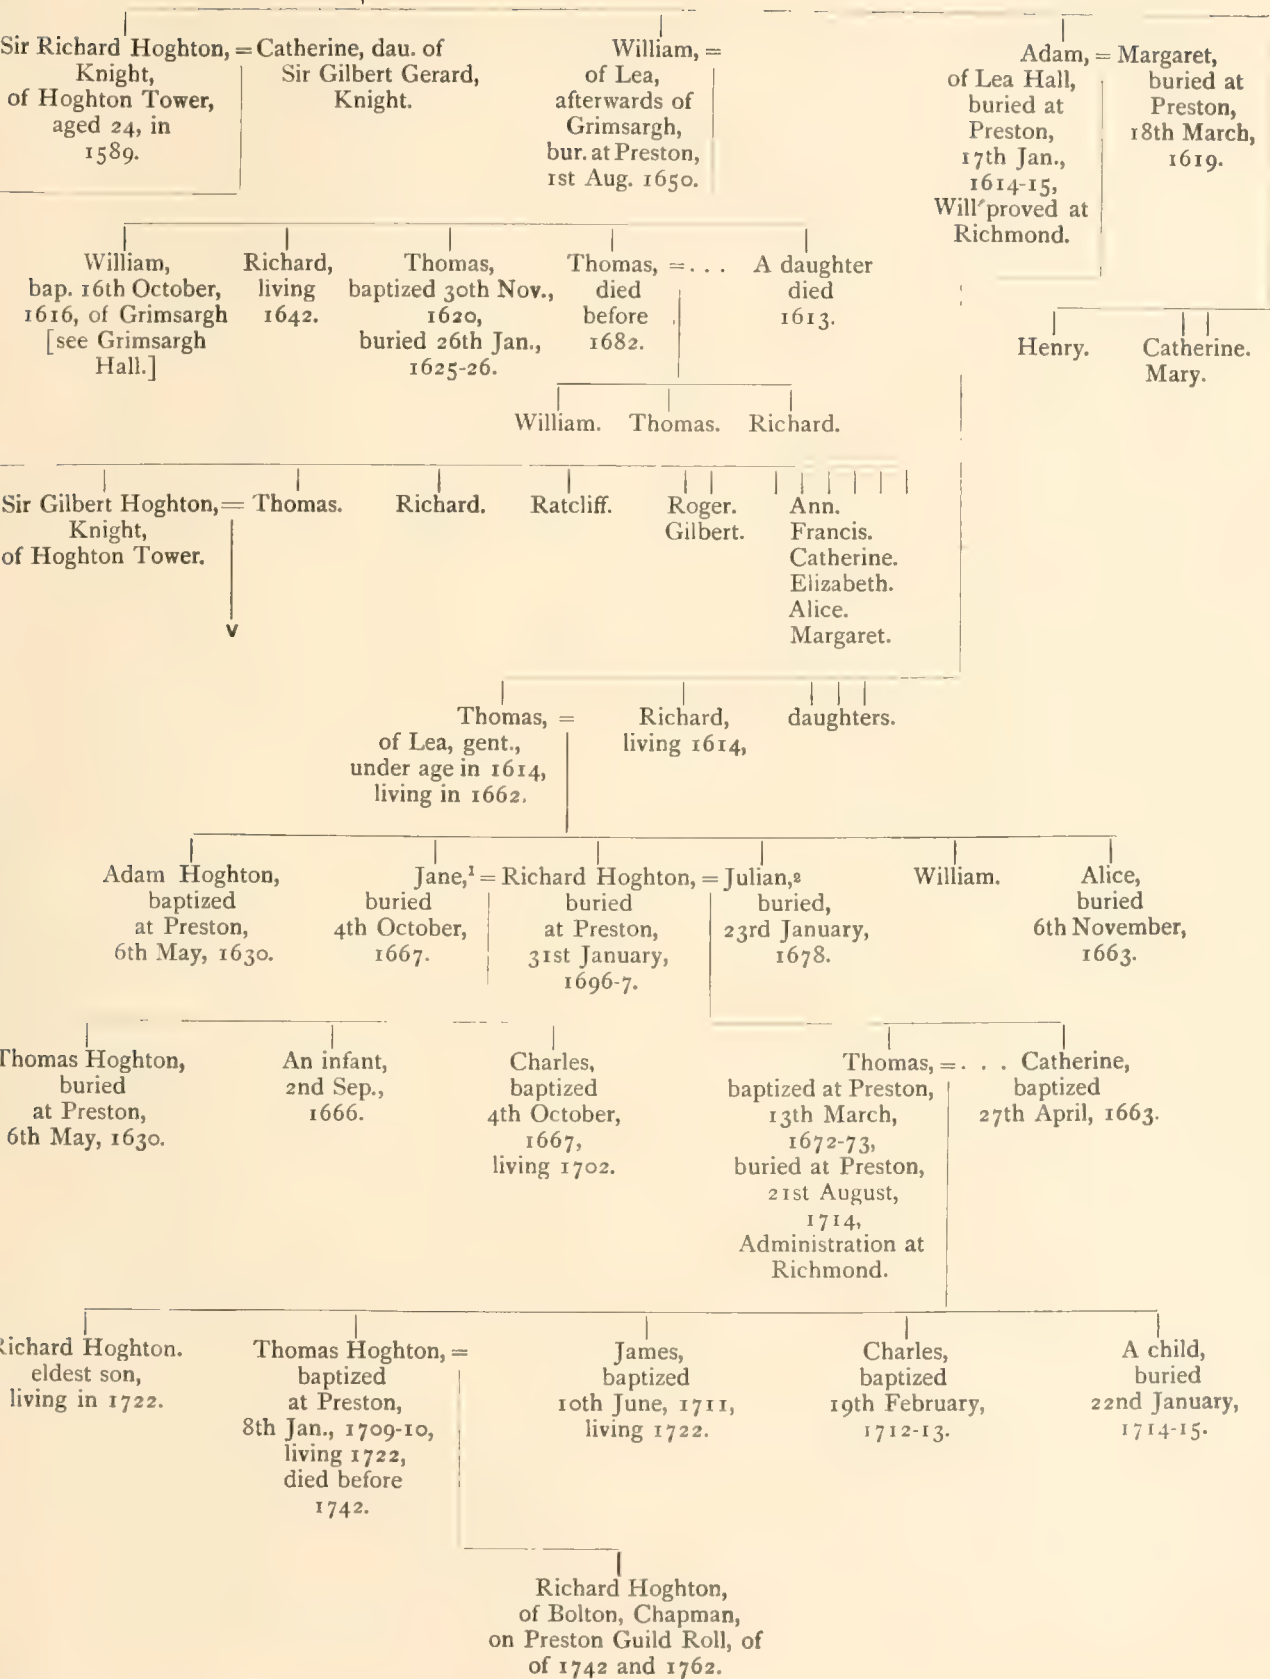 Sir Richard Hoghton, = Catherine, dau. of
Knight, Sir Gilbert Gerard,
of Hoghton Tower, Knight.
aged 24, in
1589.
William, =
of Lea,
afterwards of
Grimsargh,
bur. at Preston,
1st Aug. 1650.
Adam, = Margaret,
of Lea Hall, buried at
buried at Preston,
Preston, 18th March,
17th Jan., 1619.
1614-15,
Will proved at
Richmond.
William,
bap. 16th October,
1616, of Grimsargh
[see Grimsargh
Hall.]
Richard,
living
1642.
Thomas,
baptized 30th Nov.,
1620,
buried 26th Jan.,
1625-26.
Thomas, = . . .
died
before
1682.
A daughter
died
1613.
Henry.
Catherine.
Mary.
William. Thomas. Richard.
Sir Gilbert Hoghton, = Thomas.
Knight,
of Hoghton Tower.
Richard.
Ratcliff.
Roger.
Gilbert.
Ann.
Francis.
Catherine.
Elizabeth.
Alice.
Margaret.
Thomas, =
of Lea, gent.,
under age in 1614,
living in 1662.
Richard,
living 1614,
daughters.
Adam Hoghton,
baptized
at Preston,
6th May, 1630.
Jane,¹ = Richard Hoghton, = Julian,²
buried
4th October,
1667.
buried
at Preston,
31st January,
1696-7.
buried,
23rd January,
1678.
William.
Alice,
buried
6th November,
1663.
Thomas Hoghton,
buried
at Preston,
6th May, 1630.
An infant,
2nd Sep.,
1666.
Charles,
baptized
4th October,
1667,
living 1702.
Thomas, = . . .
baptized at Preston,
13th March,
1672-73,
buried at Preston,
21st August,
1714,
Administration at
Richmond.
Catherine,
baptized
27th April, 1663.
Richard Hoghton.
eldest son,
living in 1722.
Thomas Hoghton, =
baptized
at Preston,
8th Jan., 1709-10,
living 1722,
died before
1742.
James,
baptized
10th June, 1711,
living 1722.
Charles,
baptized
19th February,
1712-13.
A child,
buried
22nd January,
1714-15.
Richard Hoghton,
of Bolton, Chapman,
on Preston Guild Roll, of
of 1742 and 1762.